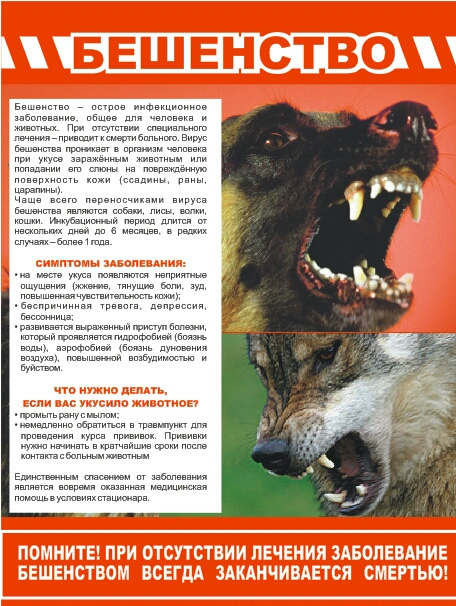 БЕШЕНСТВО
Бешенство – острое инфекционное
заболевание, общее для человека и
животных. При отсутствии специального
лечения – приводит к смерти больного. Вирус
бешенства проникает в организм человека
при укусе заражённым животным или
попадании его слюны на повреждённую
поверхность кожи (ссадины, раны,
царапины).
Чаще всего переносчиками вируса
бешенства являются собаки, лисы, волки,
кошки. Инкубационный период длится от
нескольких дней до 6 месяцев, в редких
случаях – более 1 года.
СИМПТОМЫ ЗАБОЛЕВАНИЯ:
• на месте укуса появляются неприятные
ощущения (жжение, тянущие боли, зуд,
повышенная чувствительность кожи);
• беспричинная тревога, депрессия,
бессонница;
• развивается выраженный приступ болезни,
который проявляется гидрофобией (боязнь
воды), аэрофобией (боязнь дуновения
воздуха), повышенной возбудимостью и
буйством.
ЧТО НУЖНО ДЕЛАТЬ,
ЕСЛИ ВАС УКУСИЛО ЖИВОТНОЕ?
• промыть рану с мылом;
• немедленно обратиться в травмпункт для
проведения курса прививок. Прививки
нужно начинать в кратчайшие сроки после
контакта с больным животным
Единственным спасением от заболевания
является вовремя оказанная медицинская
помощь в условиях стационара.
ПОМНИТЕ! ПРИ ОТСУТСТВИИ ЛЕЧЕНИЯ ЗАБОЛЕВАНИЕ
БЕШЕНСТВОМ ВСЕГДА ЗАКАНЧИВАЕТСЯ СМЕРТЬЮ!